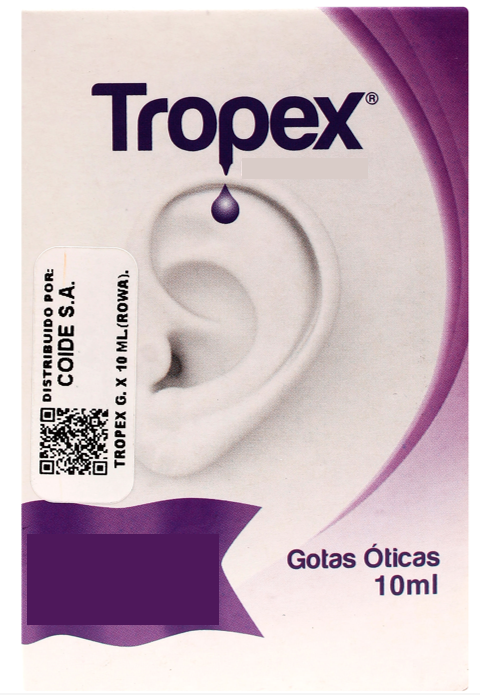 Tropex®
DISTRIBUIDO POR:
COIDE S.A.
TROPEX G. X 10 ML.(ROWA).
Gotas Óticas
10ml